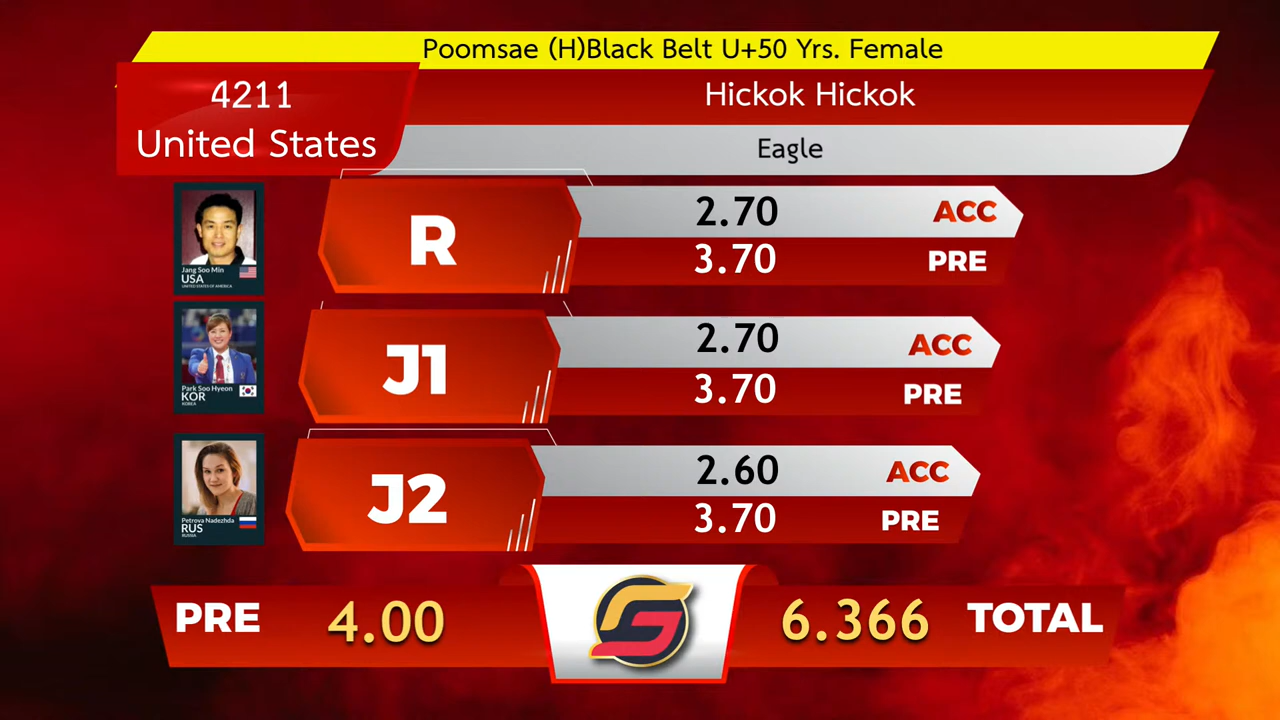 Poomsae (H)Black Belt U+50 Yrs. Female
4211
United States
Hickok Hickok
Eagle
Jang Soo Min
USA
UNITED STATES OF AMERICA
R
2.70 ACC
3.70 PRE
Park Soo Hyeon
KOR
KOREA
J1
2.70 ACC
3.70 PRE
Petrova Nadezhda
RUS
RUSSIA
J2
2.60 ACC
3.70 PRE
PRE 4.00
6.366 TOTAL